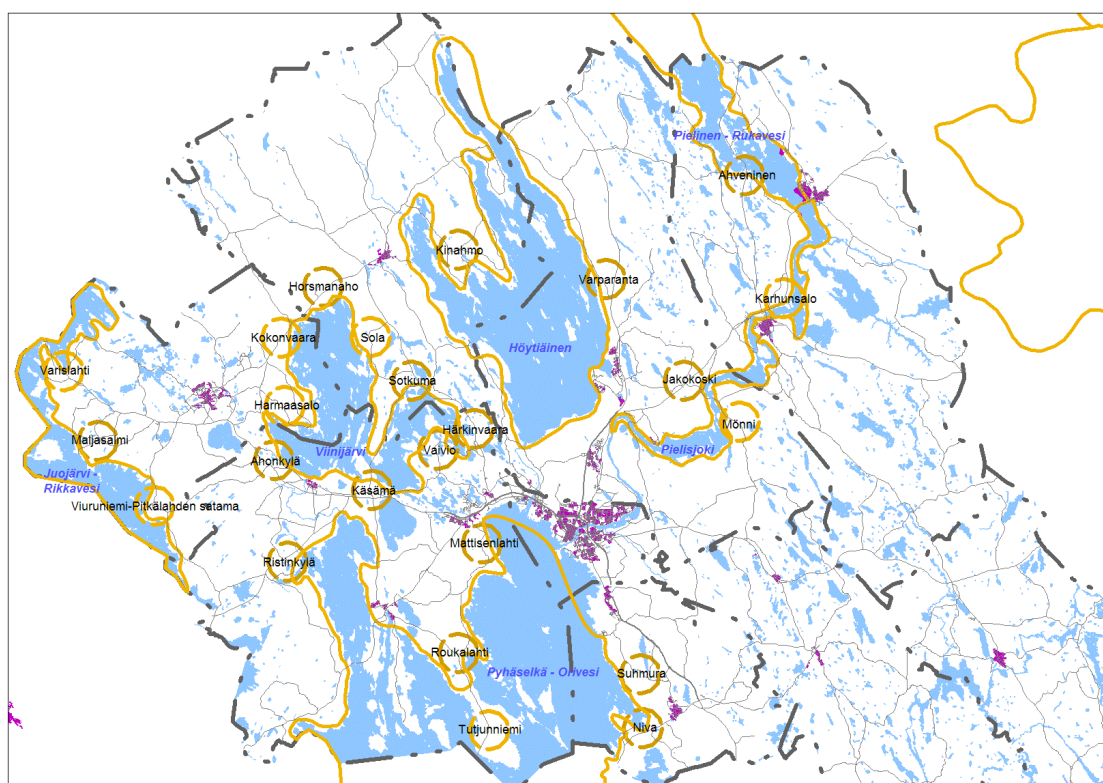 Pielinen - Rukavesi
Ahveninen
Kinahmo
Varparanta
Horsmanaho
Karhunsalo
Kokonvaara
Sola
Höytiäinen
Varislahti
Sotkuma
Jakokoski
Harmaasalo
Mönni
Härkinvaara
Maljasalmi
Viinijärvi
Vaivio
Pielisjoki
Ahonkylä
Juojärvi -
Rikkavesi
Käsämä
Viuruniemi-Pitkälahden satama
Mattisenlahti
Ristinkylä
Roukalahti
Pyhäselkä - Orivesi
Suhmura
Tutjunniemi
Niva